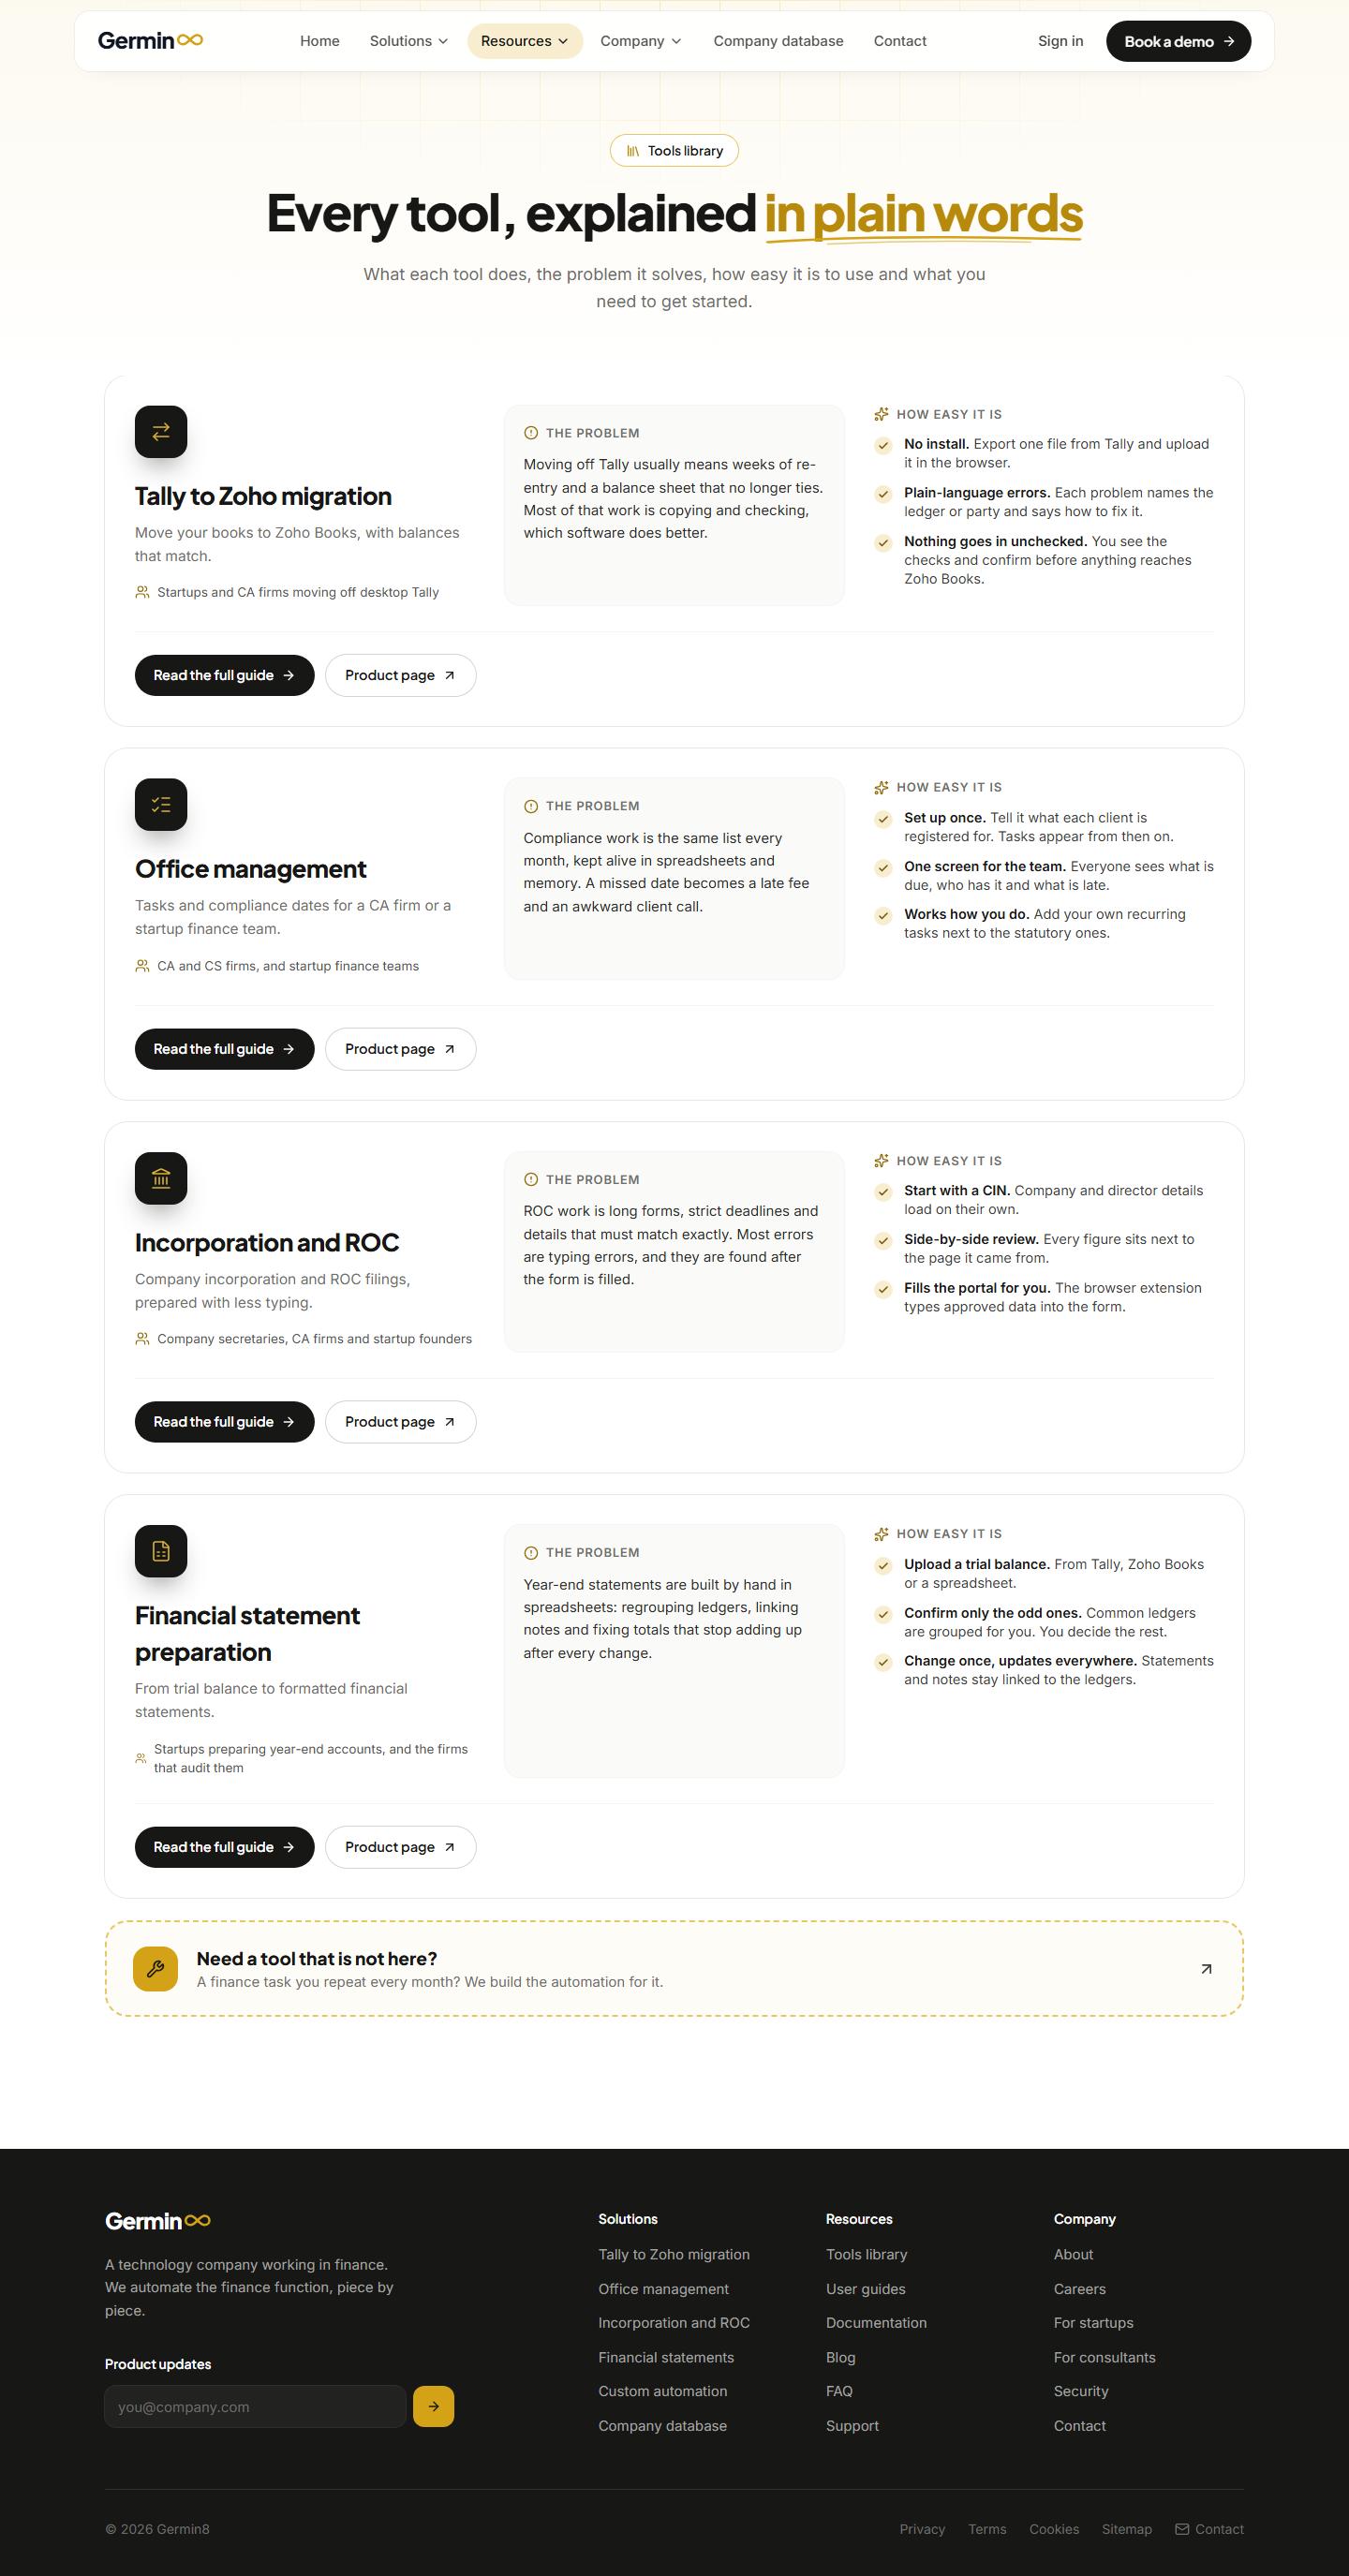 Germin
Home
Solutions
Resources
Company
Company database
Contact
Sign in
Book a demo
Tools library
Every tool, explained in plain words
What each tool does, the problem it solves, how easy it is to use and what you
need to get started.
Tally to Zoho migration
Move your books to Zoho Books, with balances
that match.
Startups and CA firms moving off desktop Tally
THE PROBLEM
Moving off Tally usually means weeks of re-
entry and a balance sheet that no longer ties.
Most of that work is copying and checking,
which software does better.
HOW EASY IT IS
No install. Export one file from Tally and upload
it in the browser.
Plain-language errors. Each problem names the
ledger or party and says how to fix it.
Nothing goes in unchecked. You see the
checks and confirm before anything reaches
Zoho Books.
Read the full guide
Product page
Office management
Tasks and compliance dates for a CA firm or a
startup finance team.
CA and CS firms, and startup finance teams
THE PROBLEM
Compliance work is the same list every
month, kept alive in spreadsheets and
memory. A missed date becomes a late fee
and an awkward client call.
HOW EASY IT IS
Set up once. Tell it what each client is
registered for. Tasks appear from then on.
One screen for the team. Everyone sees what is
due, who has it and what is late.
Works how you do. Add your own recurring
tasks next to the statutory ones.
Read the full guide
Product page
Incorporation and ROC
Company incorporation and ROC filings,
prepared with less typing.
Company secretaries, CA firms and startup founders
THE PROBLEM
ROC work is long forms, strict deadlines and
details that must match exactly. Most errors
are typing errors, and they are found after
the form is filled.
HOW EASY IT IS
Start with a CIN. Company and director details
load on their own.
Side-by-side review. Every figure sits next to
the page it came from.
Fills the portal for you. The browser extension
types approved data into the form.
Read the full guide
Product page
Financial statement
preparation
From trial balance to formatted financial
statements.
Startups preparing year-end accounts, and the firms
that audit them
THE PROBLEM
Year-end statements are built by hand in
spreadsheets: regrouping ledgers, linking
notes and fixing totals that stop adding up
after every change.
HOW EASY IT IS
Upload a trial balance. From Tally, Zoho Books
or a spreadsheet.
Confirm only the odd ones. Common ledgers
are grouped for you. You decide the rest.
Change once, updates everywhere. Statements
and notes stay linked to the ledgers.
Read the full guide
Product page
Need a tool that is not here?
A finance task you repeat every month? We build the automation for it.
Germin
A technology company working in finance.
We automate the finance function, piece by
piece.
Product updates
you@company.com
Solutions
Tally to Zoho migration
Office management
Incorporation and ROC
Financial statements
Custom automation
Company database
Resources
Tools library
User guides
Documentation
Blog
FAQ
Support
Company
About
Careers
For startups
For consultants
Security
Contact
© 2026 Germin8
Privacy
Terms
Cookies
Sitemap
Contact